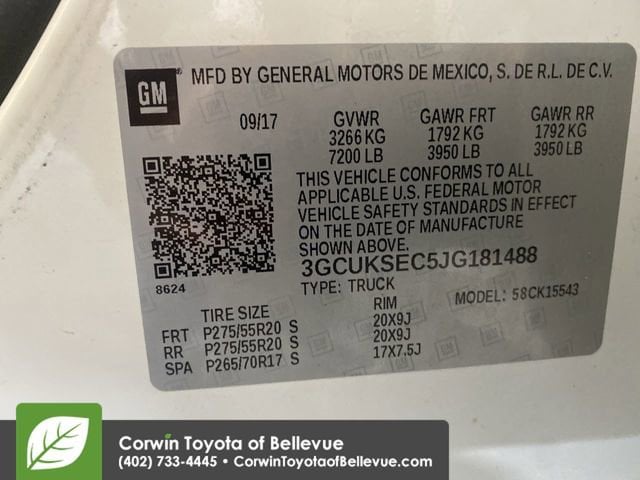 GM
MFD BY GENERAL MOTORS DE MEXICO, S. DE R.L. DE C.V.
09/17 GVWR GAWR FRT GAWR RR
3266 KG 1792 KG 1792 KG
7200 LB 3950 LB 3950 LB
THIS VEHICLE CONFORMS TO ALL
APPLICABLE U.S. FEDERAL MOTOR
VEHICLE SAFETY STANDARDS IN EFFECT
ON THE DATE OF MANUFACTURE
SHOWN ABOVE.
3GCUKSEC5JG181488
8624
TYPE: TRUCK MODEL: 58CK15543
TIRE SIZE RIM
FRT P275/55R20 S 20X9J
RR P275/55R20 S 20X9J
SPA P265/70R17 S 17X7.5J
Corwin Toyota of Bellevue
(402) 733-4445 • CorwinToyotaofBellevue.com